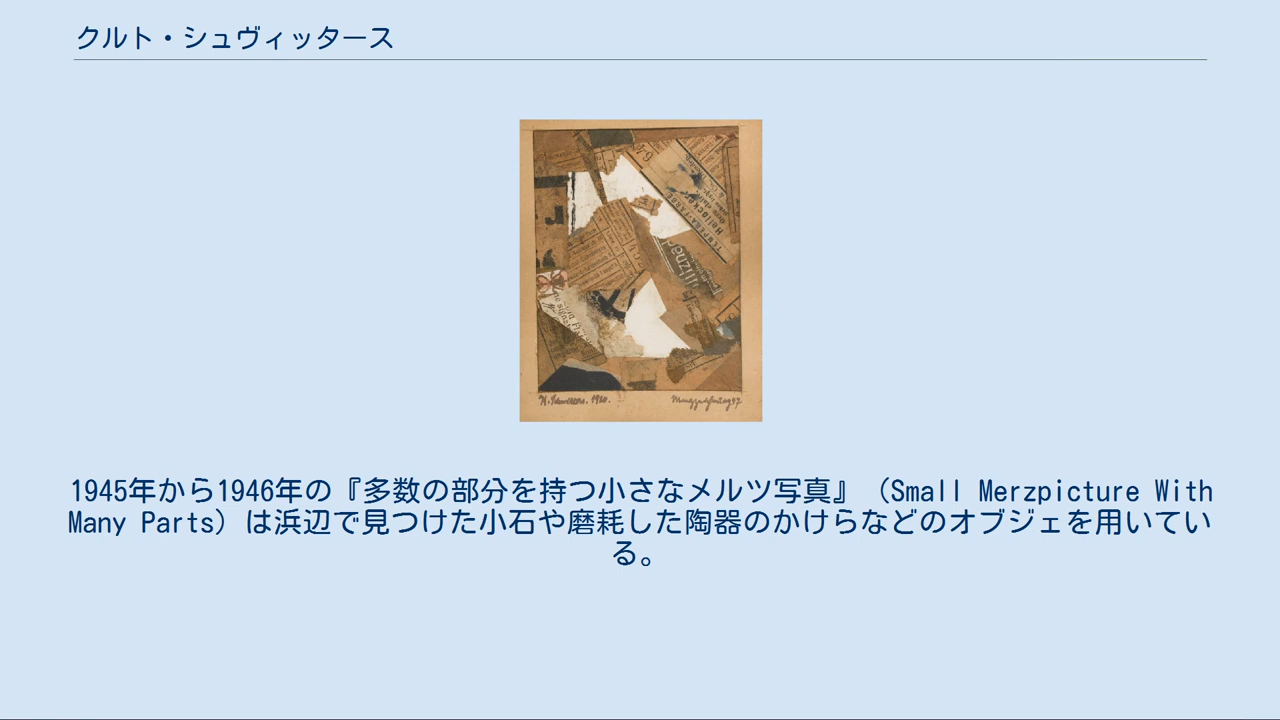 クルト・シュヴィッタース
TEMPERA-FARBE
1920.
1945年から1946年の『多数の部分を持つ小さなメルツ写真』（Small Merzpicture With
Many Parts）は浜辺で見つけた小石や磨耗した陶器のかけらなどのオブジェを用いてい
る。